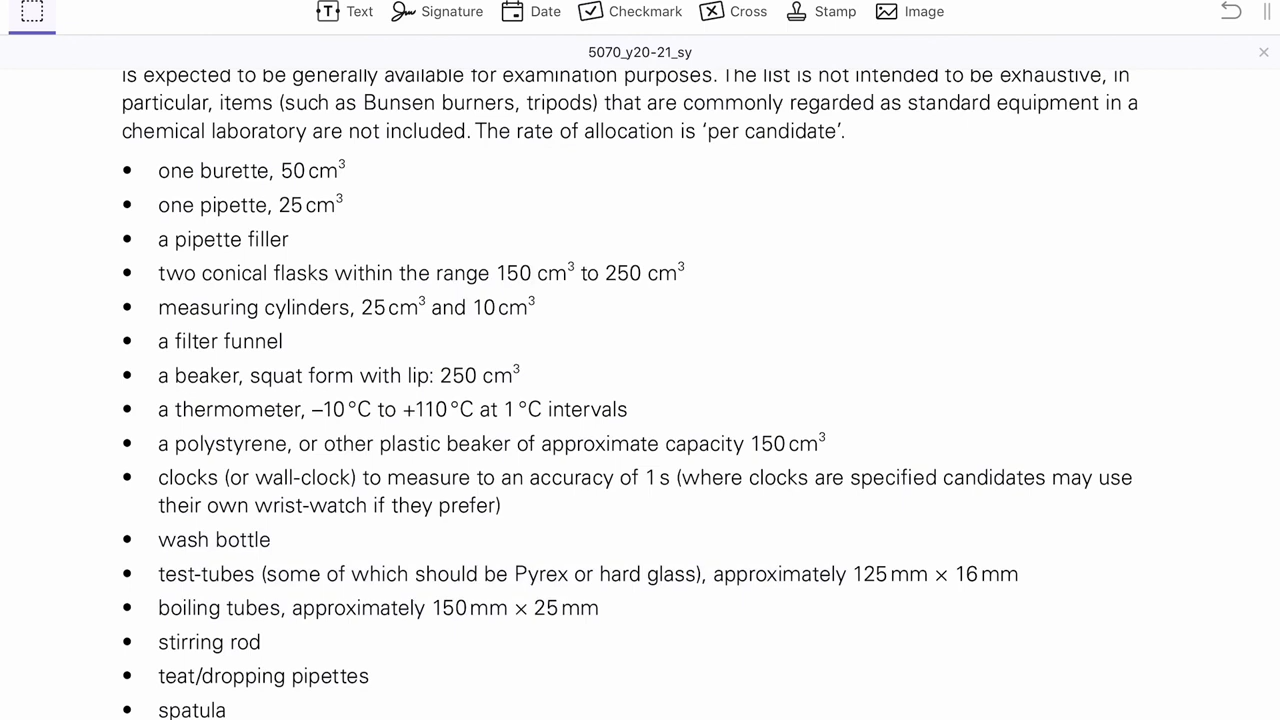 Text Signature Date Checkmark Cross Stamp Image
5070_y20-21_sy
is expected to be generally available for examination purposes. The list is not intended to be exhaustive, in
particular, items (such as Bunsen burners, tripods) that are commonly regarded as standard equipment in a
chemical laboratory are not included. The rate of allocation is ‘per candidate’.
• one burette, 50 cm³
• one pipette, 25 cm³
• a pipette filler
• two conical flasks within the range 150 cm³ to 250 cm³
• measuring cylinders, 25 cm³ and 10 cm³
• a filter funnel
• a beaker, squat form with lip: 250 cm³
• a thermometer, –10 °C to +110 °C at 1 °C intervals
• a polystyrene, or other plastic beaker of approximate capacity 150 cm³
• clocks (or wall-clock) to measure to an accuracy of 1 s (where clocks are specified candidates may use
their own wrist-watch if they prefer)
• wash bottle
• test-tubes (some of which should be Pyrex or hard glass), approximately 125 mm × 16 mm
• boiling tubes, approximately 150 mm × 25 mm
• stirring rod
• teat/dropping pipettes
• spatula